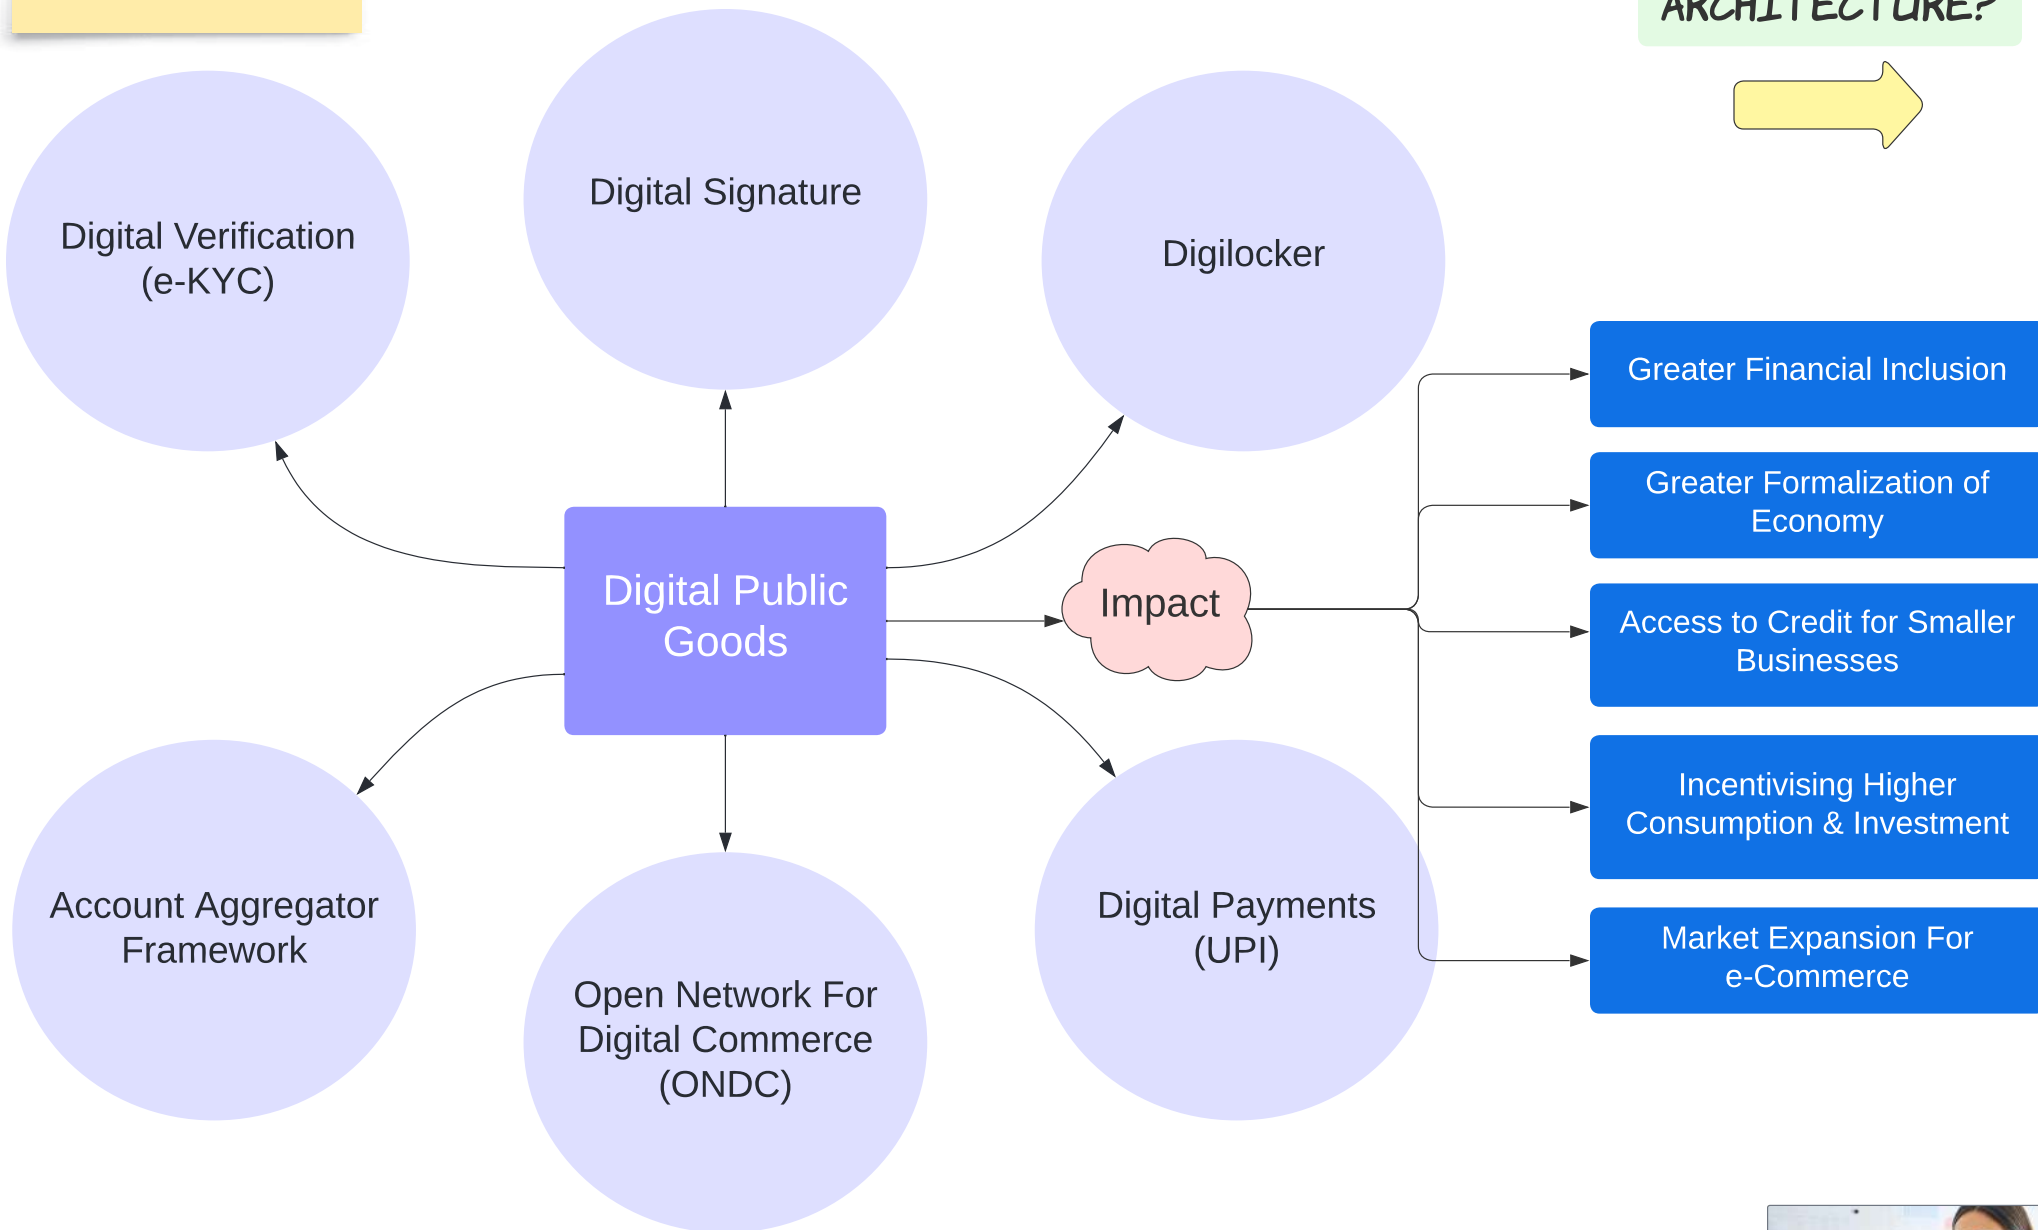 ARCHITECTURE?
Digital Verification
(e-KYC)
Digital Signature
Digilocker
Digital Public
Goods
Impact
Greater Financial Inclusion
Greater Formalization of
Economy
Access to Credit for Smaller
Businesses
Incentivising Higher
Consumption & Investment
Market Expansion For
e-Commerce
Account Aggregator
Framework
Open Network For
Digital Commerce
(ONDC)
Digital Payments
(UPI)